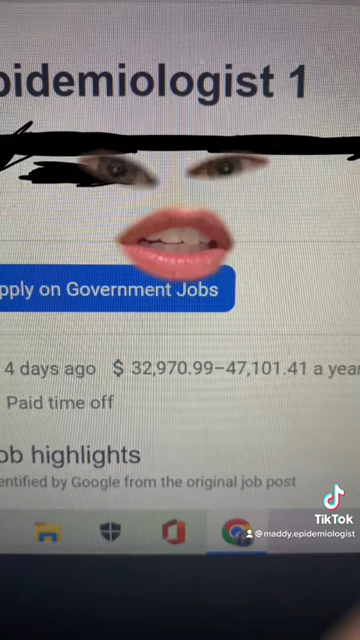 pidemiologist 1
pply on Government Jobs
4 days ago $ 32,970.99–47,101.41 a year
Paid time off
ob highlights
entified by Google from the original job post
TikTok
@maddy.epidemiologist